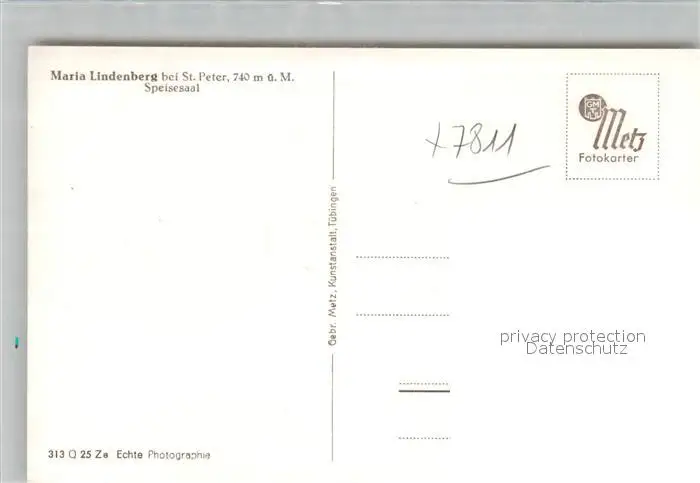 Maria Lindenberg bei St. Peter, 740 m ü. M.
Speisesaal
GM
T
Metz
Fotokarter
+7811
Gebr. Metz, Kunstanstalt, Tübingen
privacy protection
Datenschutz
313 Q 25 Ze Echte Photographie